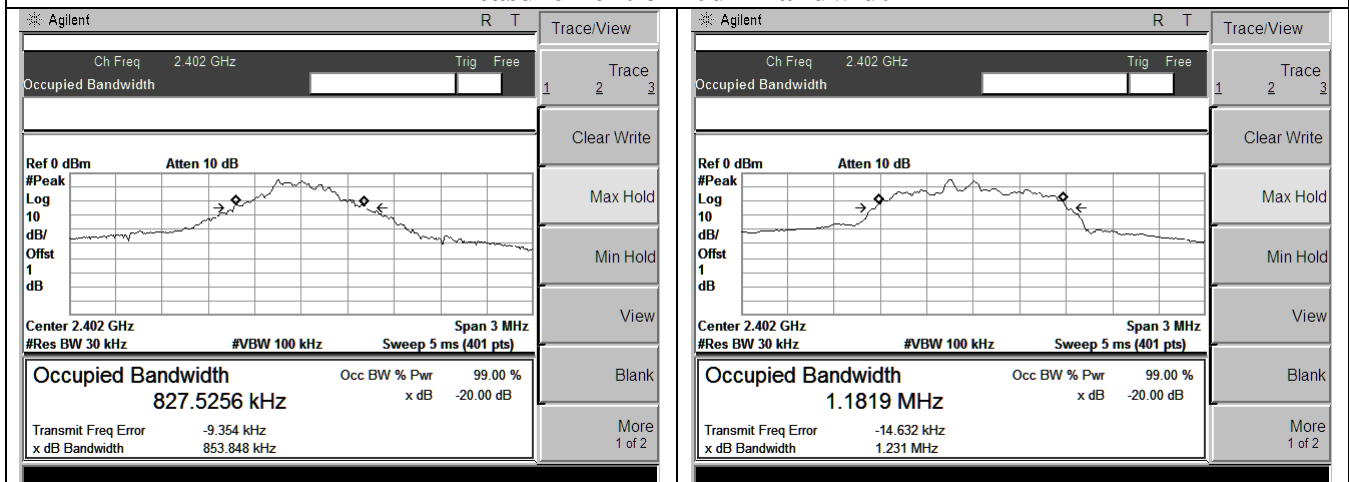 Agilent R T
Trace/View
Ch Freq 2.402 GHz Trig Free
Occupied Bandwidth
Trace
1 2 3
Clear Write
Ref 0 dBm Atten 10 dB
#Peak
Log
10
dB/
Offst
1
dB
Max Hold
Min Hold
View
Center 2.402 GHz Span 3 MHz
#Res BW 30 kHz #VBW 100 kHz Sweep 5 ms (401 pts)
Occupied Bandwidth Occ BW % Pwr 99.00 %
827.5256 kHz x dB -20.00 dB
Blank
Transmit Freq Error -9.354 kHz
x dB Bandwidth 853.848 kHz
More
1 of 2
Agilent R T
Trace/View
Ch Freq 2.402 GHz Trig Free
Occupied Bandwidth
Trace
1 2 3
Clear Write
Ref 0 dBm Atten 10 dB
#Peak
Log
10
dB/
Offst
1
dB
Max Hold
Min Hold
View
Center 2.402 GHz Span 3 MHz
#Res BW 30 kHz #VBW 100 kHz Sweep 5 ms (401 pts)
Occupied Bandwidth Occ BW % Pwr 99.00 %
1.1819 MHz x dB -20.00 dB
Blank
Transmit Freq Error -14.632 kHz
x dB Bandwidth 1.231 MHz
More
1 of 2